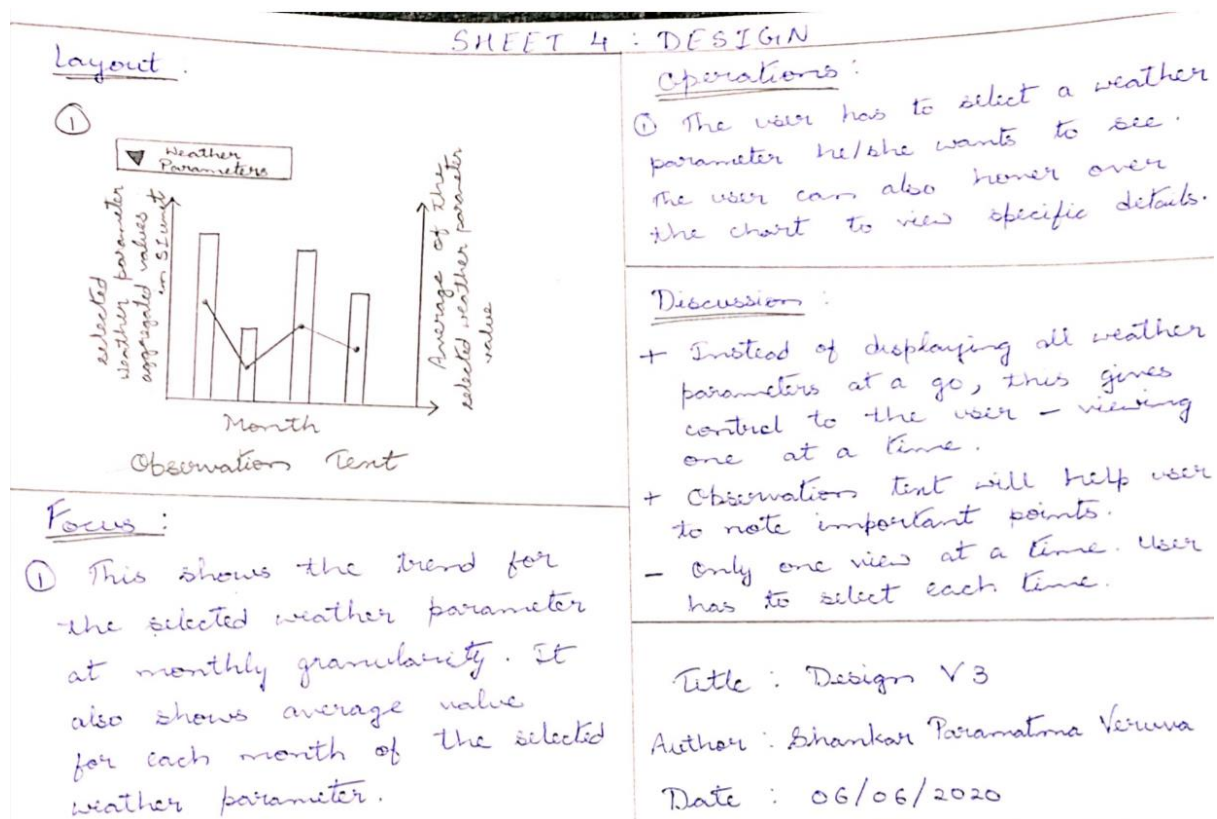 SHEET 4 : DESIGN
Layout.
①
Weather
Parameters
selected
weather parameter
aggregated values
in SI unit
Average of the
selected weather parameter
value
Month
Observation Text
Focus :
① This shows the trend for
the selected weather parameter
at monthly granularity. It
also shows average value
for each month of the selected
weather parameter.
Operations :
① The user has to select a weather
parameter he/she wants to see.
The user can also hover over
the chart to view specific details.
Discussion :
+ Instead of displaying all weather
parameters at a go, this gives
control to the user – viewing
one at a time.
+ Observation text will help user
to note important points.
- Only one view at a time. User
has to select each time.
Title : Design V3
Author : Shankar Paramatma Veruva
Date : 06/06/2020